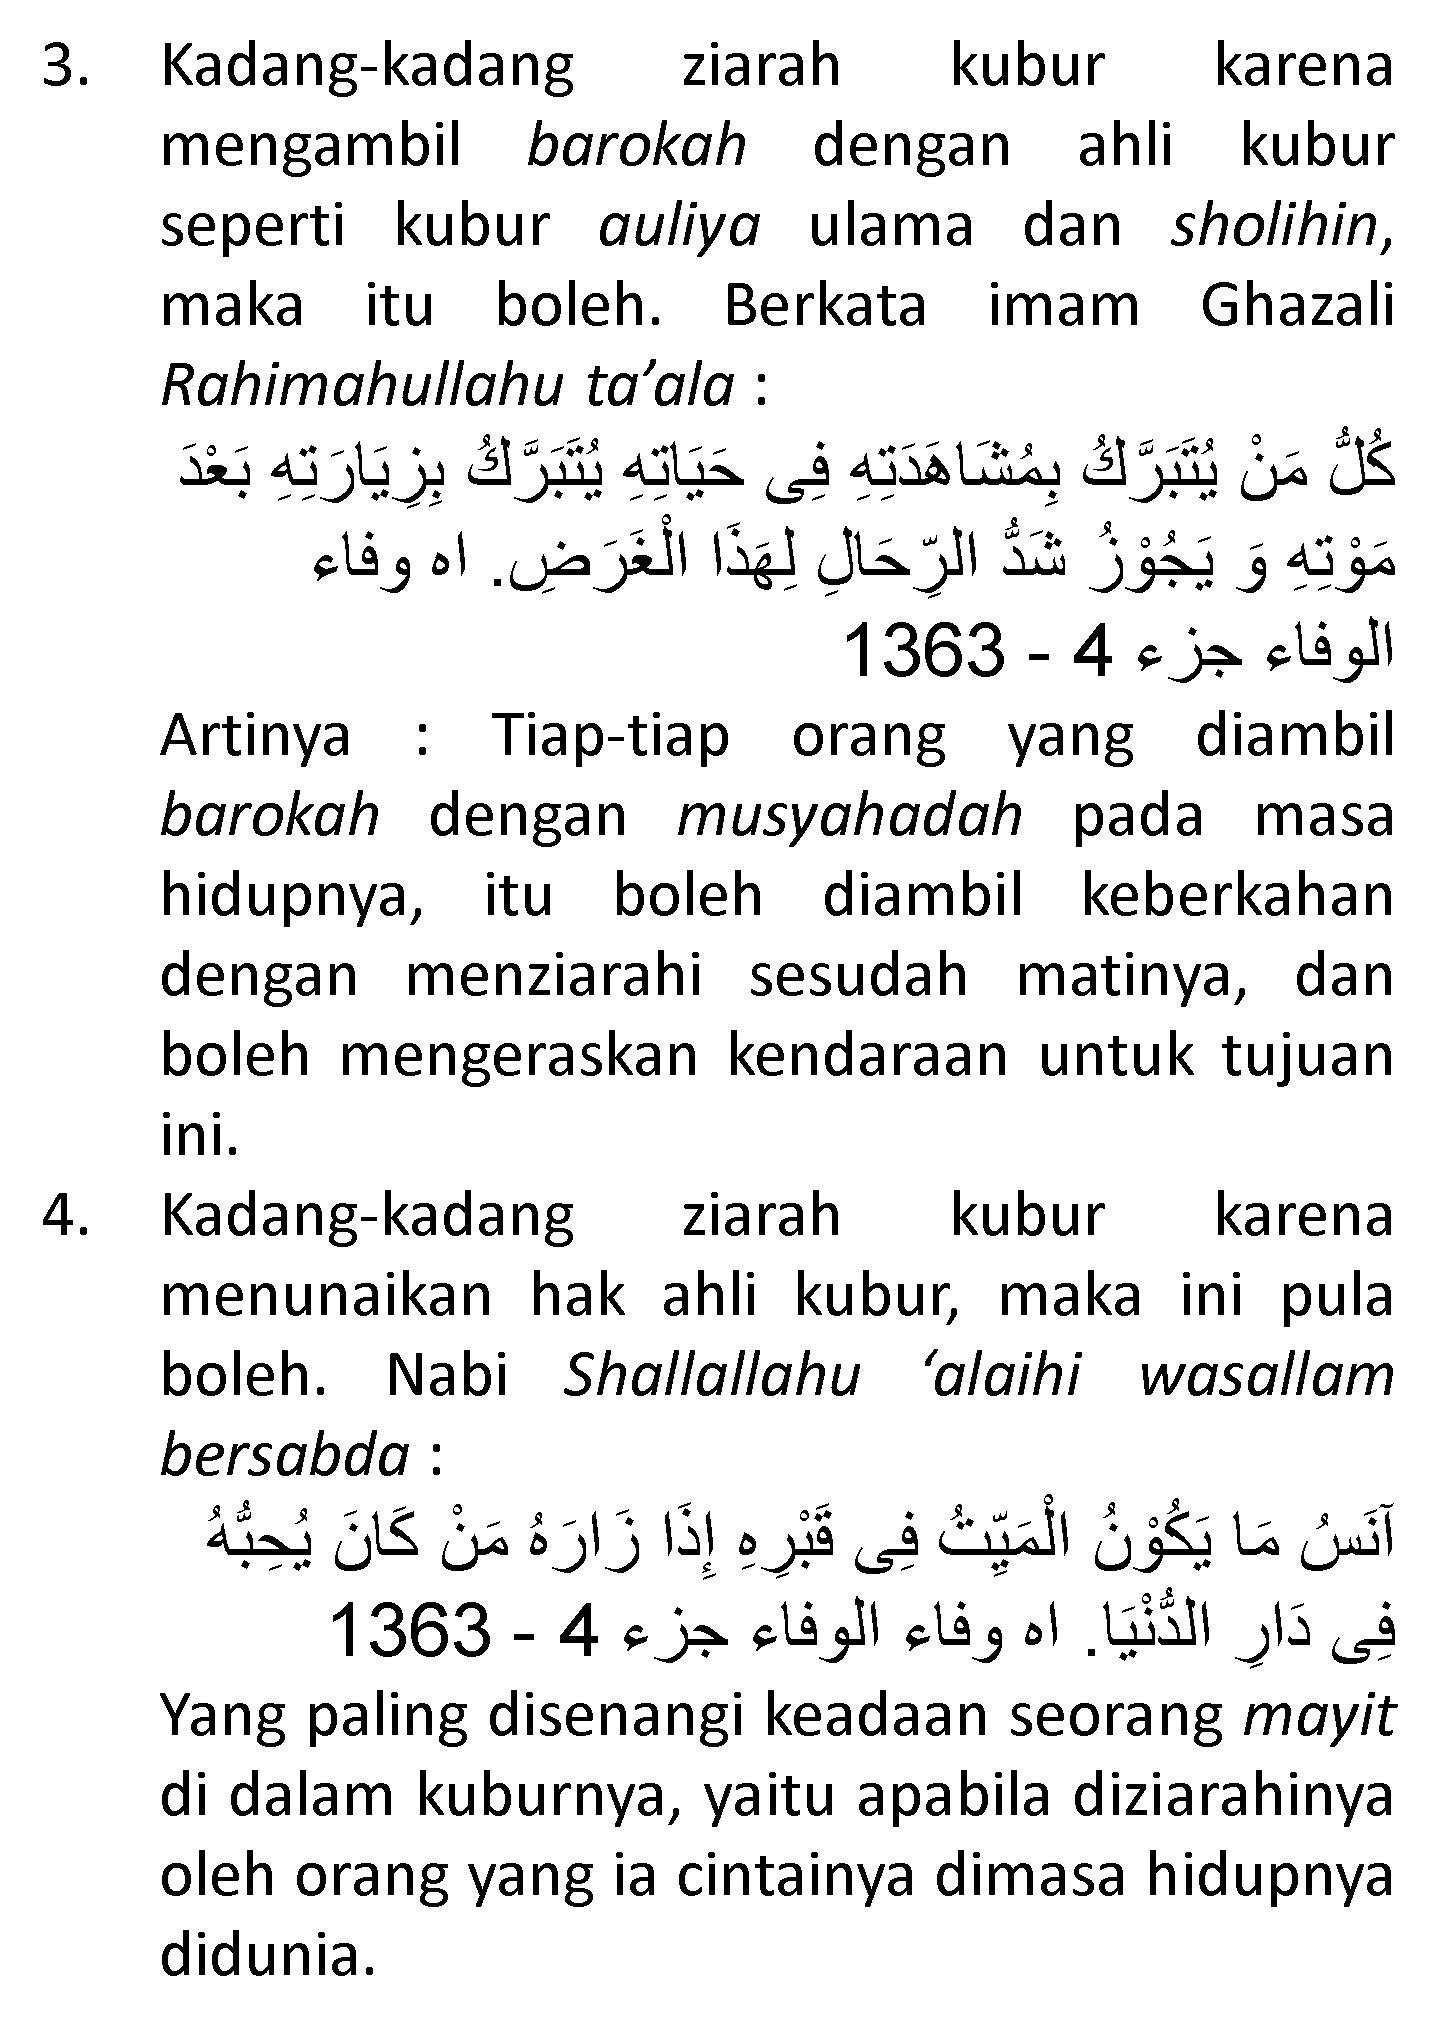 3. Kadang-kadang ziarah kubur karena
mengambil barokah dengan ahli kubur
seperti kubur auliya ulama dan sholihin,
maka itu boleh. Berkata imam Ghazali
Rahimahullahu ta’ala :
كُلُّ مَنْ يُتَبَرَّكُ بِمُشَاهَدَتِهِ فِى حَيَاتِهِ يُتَبَرَّكُ بِزِيَارَتِهِ بَعْدَ
مَوْتِهِ وَ يَجُوْزُ شَدُّ الرِّحَالِ لِهَذَا الْغَرَضِ. اه وفاء
الوفاء جزء 4 - 1363
Artinya : Tiap-tiap orang yang diambil
barokah dengan musyahadah pada masa
hidupnya, itu boleh diambil keberkahan
dengan menziarahi sesudah matinya, dan
boleh mengeraskan kendaraan untuk tujuan
ini.
4. Kadang-kadang ziarah kubur karena
menunaikan hak ahli kubur, maka ini pula
boleh. Nabi Shallallahu ‘alaihi wasallam
bersabda :
آنَسُ مَا يَكُوْنُ الْمَيِّتُ فِى قَبْرِهِ إِذَا زَارَهُ مَنْ كَانَ يُحِبُّهُ
فِى دَارِ الدُّنْيَا. اه وفاء الوفاء جزء 4 - 1363
Yang paling disenangi keadaan seorang mayit
di dalam kuburnya, yaitu apabila diziarahinya
oleh orang yang ia cintainya dimasa hidupnya
didunia.